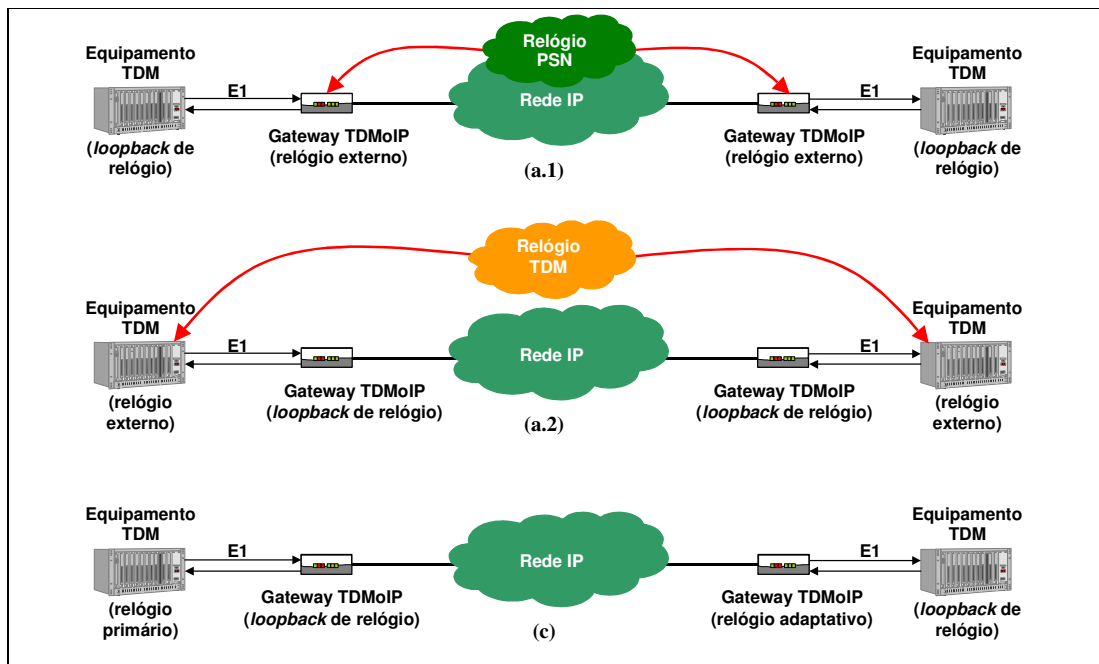 Equipamento
TDM
(loopback de
relógio)
E1
Gateway TDMoIP
(relógio externo)
Relógio
PSN
Rede IP
(a.1)
Gateway TDMoIP
(relógio externo)
E1
Equipamento
TDM
(loopback de
relógio)
Relógio
TDM
Equipamento
TDM
(relógio
externo)
E1
Gateway TDMoIP
(loopback de relógio)
Rede IP
(a.2)
Gateway TDMoIP
(loopback de relógio)
E1
Equipamento
TDM
(relógio
externo)
Equipamento
TDM
(relógio
primário)
E1
Gateway TDMoIP
(loopback de relógio)
Rede IP
(c)
Gateway TDMoIP
(relógio adaptativo)
E1
Equipamento
TDM
(loopback de
relógio)